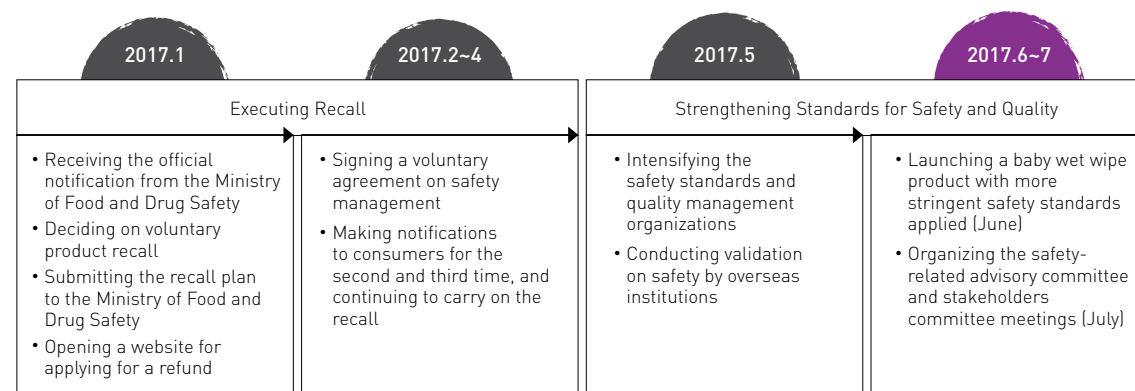 2017.1
2017.2~4
2017.5
2017.6~7
Executing Recall
Strengthening Standards for Safety and Quality
• Receiving the official
notification from the Ministry
of Food and Drug Safety
• Deciding on voluntary
product recall
• Submitting the recall plan
to the Ministry of Food and
Drug Safety
• Opening a website for
applying for a refund
• Signing a voluntary
agreement on safety
management
• Making notifications
to consumers for the
second and third time, and
continuing to carry on the
recall
• Intensifying the
safety standards and
quality management
organizations
• Conducting validation
on safety by overseas
institutions
• Launching a baby wet wipe
product with more
stringent safety standards
applied (June)
• Organizing the safety-
related advisory committee
and stakeholders
committee meetings (July)